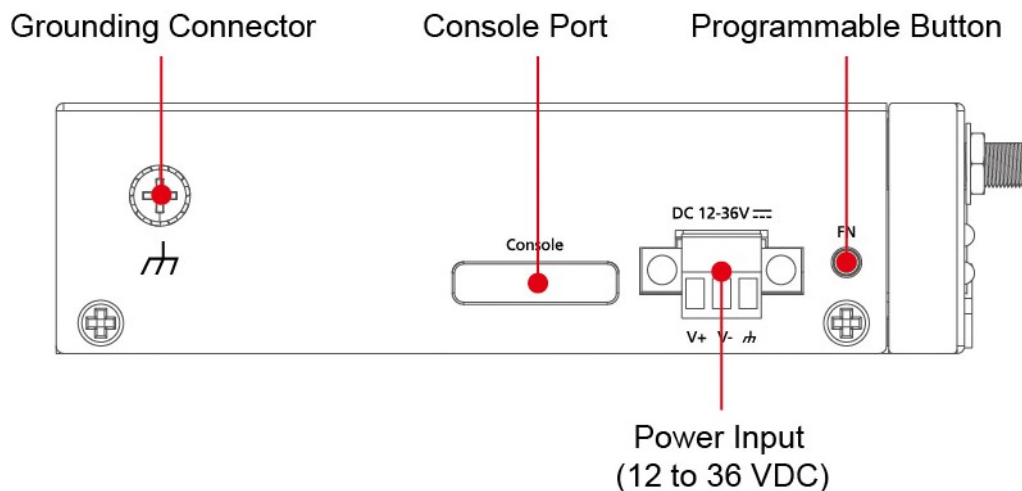 Grounding Connector
Console Port
Programmable Button
DC 12-36V
Console
FN
V+ V-
Power Input
(12 to 36 VDC)